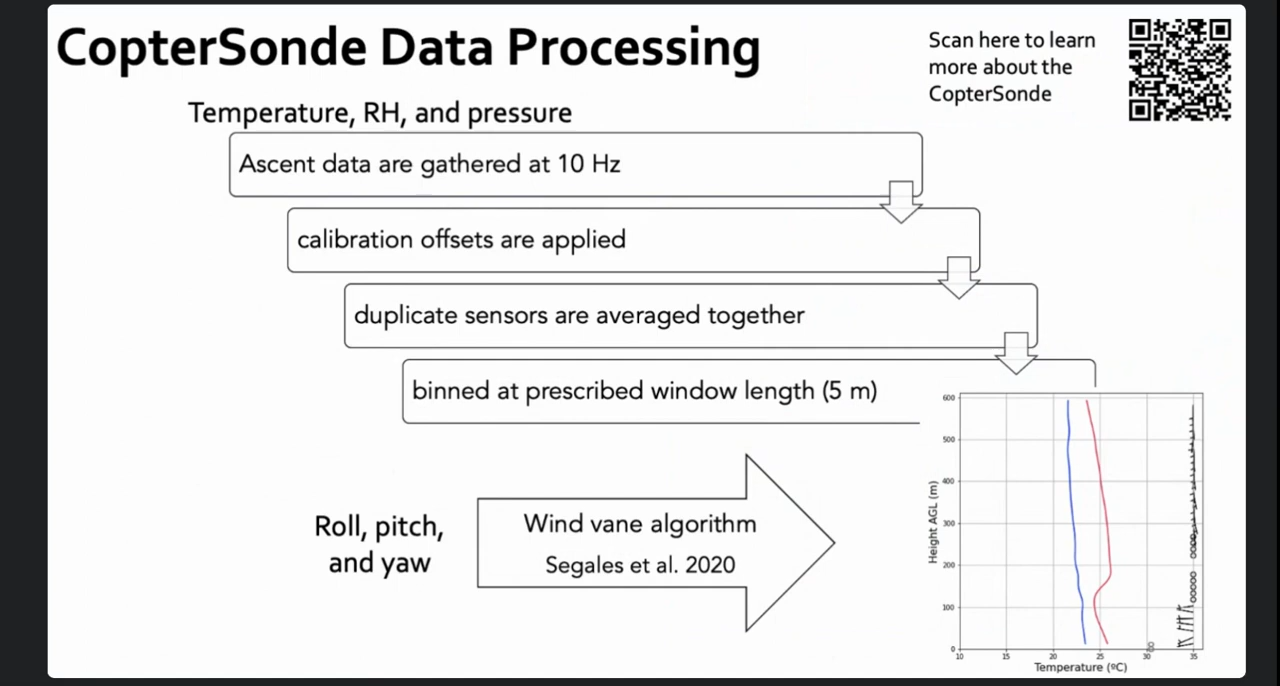 CopterSonde Data Processing
Scan here to learn
more about the
CopterSonde
Temperature, RH, and pressure
Ascent data are gathered at 10 Hz
calibration offsets are applied
duplicate sensors are averaged together
binned at prescribed window length (5 m)
Roll, pitch,
and yaw
Wind vane algorithm
Segales et al. 2020
Height AGL (m)
600
500
400
300
200
100
0
10 15 20 25 30 35
Temperature (ºC)